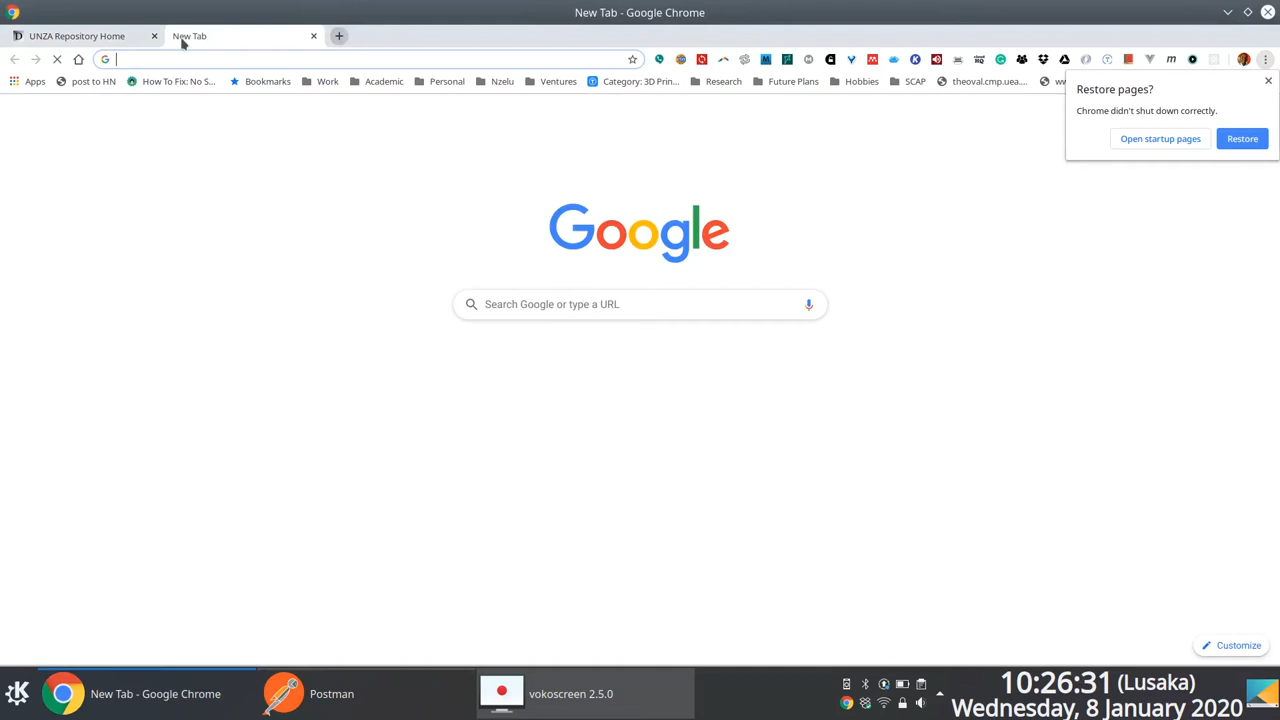 New Tab - Google Chrome
UNZA Repository Home
New Tab
Apps
post to HN
How To Fix: No S...
Bookmarks
Work
Academic
Personal
Nzelu
Ventures
Category: 3D Prin...
Research
Future Plans
Hobbies
SCAP
theoval.cmp.uea....
Restore pages?
Chrome didn't shut down correctly.
Open startup pages
Restore
Google
Search Google or type a URL
Customize
New Tab - Google Chrome
Postman
vokoscreen 2.5.0
10:26:31 (Lusaka)
Wednesday, 8 January 2020